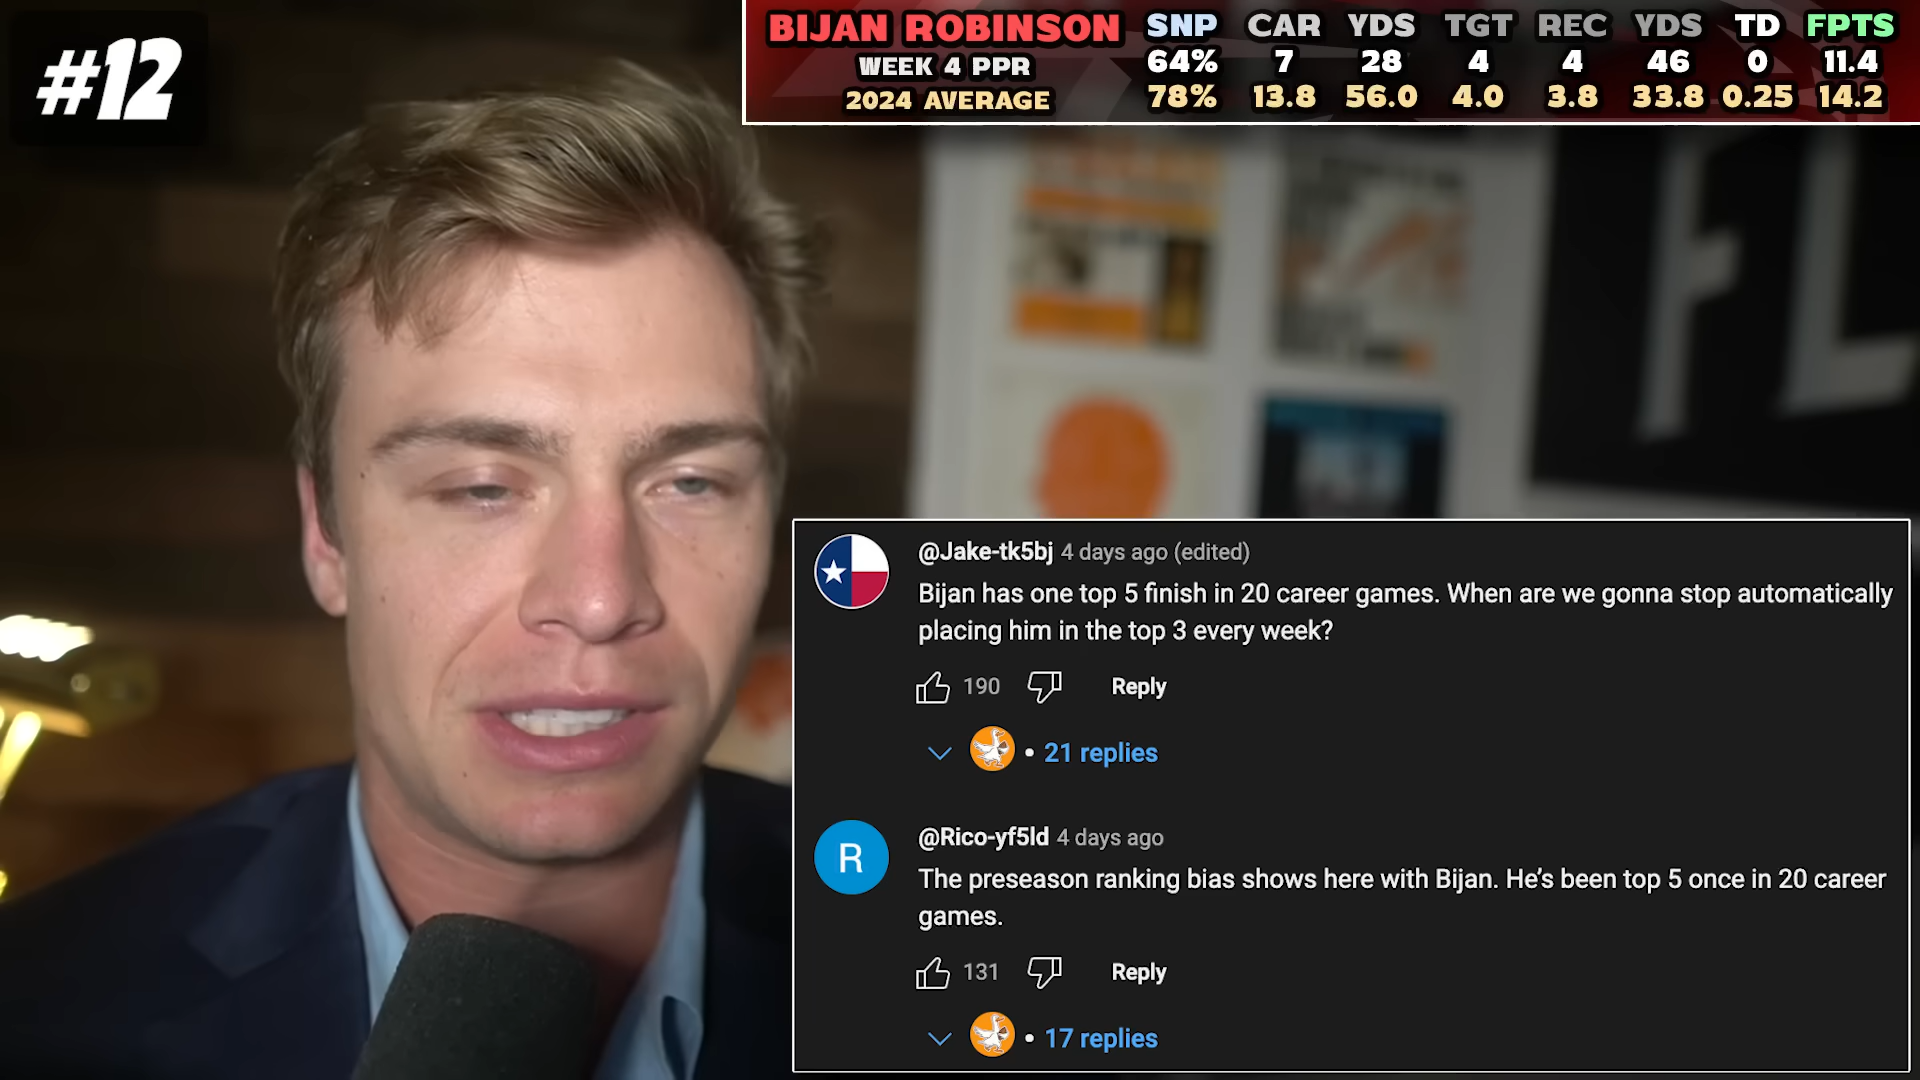 #12
BIJAN ROBINSON SNP CAR YDS TGT REC YDS TD FPTS
WEEK 4 PPR 64% 7 28 4 4 46 0 11.4
2024 AVERAGE 78% 13.8 56.0 4.0 3.8 33.8 0.25 14.2
FL
@Jake-tk5bj 4 days ago (edited)
Bijan has one top 5 finish in 20 career games. When are we gonna stop automatically
placing him in the top 3 every week?
190 Reply
• 21 replies
R
@Rico-yf5ld 4 days ago
The preseason ranking bias shows here with Bijan. He’s been top 5 once in 20 career
games.
131 Reply
• 17 replies